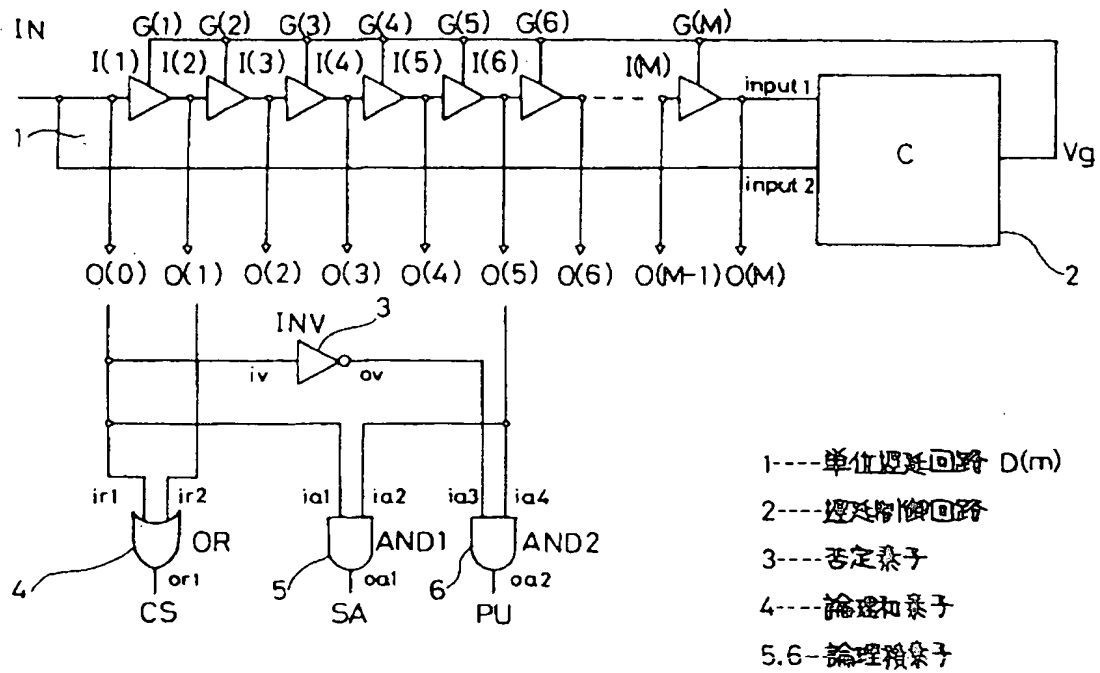 IN G(1) G(2) G(3) G(4) G(5) G(6) G(M)
I(1) I(2) I(3) I(4) I(5) I(6) I(M) input 1
1 C Vg
input 2
O(0) O(1) O(2) O(3) O(4) O(5) O(6) O(M-1) O(M) 2
INV 3
iv ov
ir1 ir2 ia1 ia2 ia3 ia4
4 OR 5 AND1 6 AND2
or1 oa1 oa2
CS SA PU
1----単位遅延回路 D(m)
2----遅延制御回路
3----否定素子
4----論理和素子
5.6--論理積素子